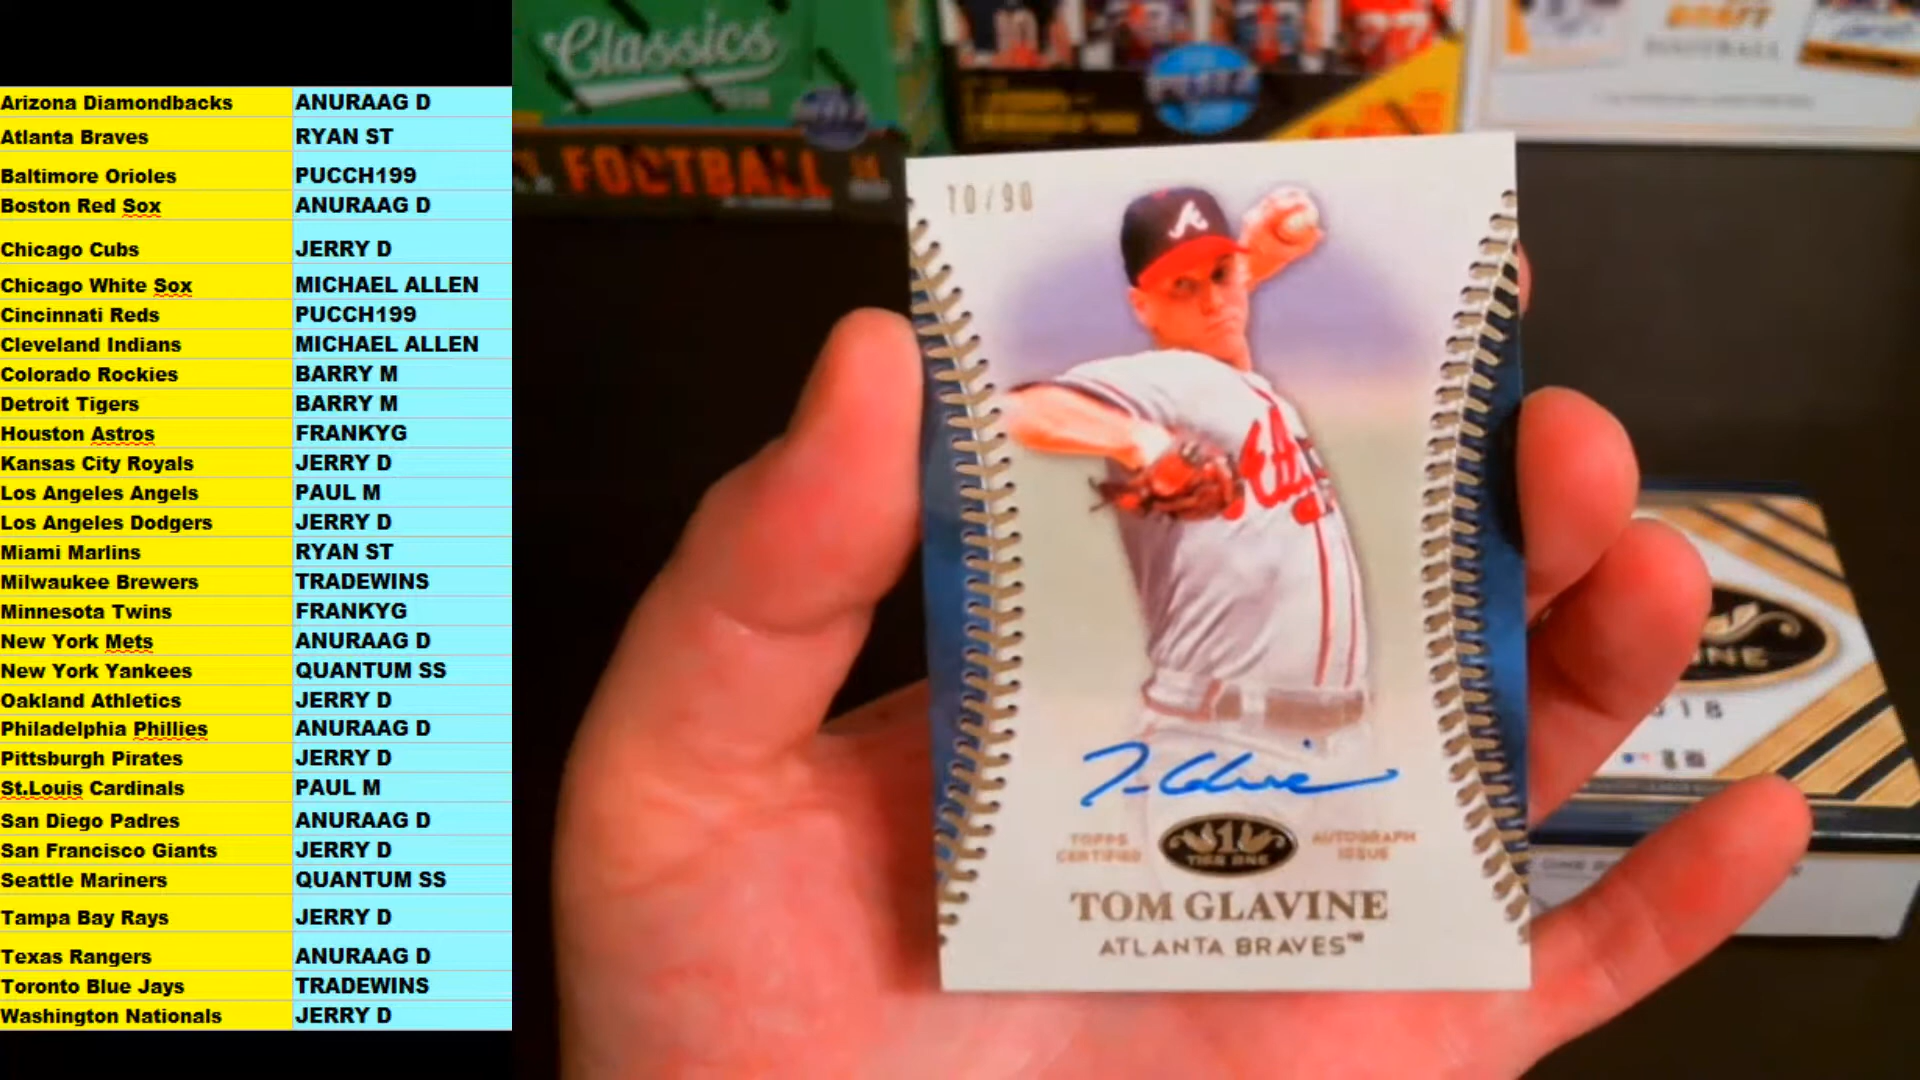 Arizona Diamondbacks ANURAAG D
Atlanta Braves RYAN ST
Baltimore Orioles PUCCH199
Boston Red Sox ANURAAG D
Chicago Cubs JERRY D
Chicago White Sox MICHAEL ALLEN
Cincinnati Reds PUCCH199
Cleveland Indians MICHAEL ALLEN
Colorado Rockies BARRY M
Detroit Tigers BARRY M
Houston Astros FRANKYG
Kansas City Royals JERRY D
Los Angeles Angels PAUL M
Los Angeles Dodgers JERRY D
Miami Marlins RYAN ST
Milwaukee Brewers TRADEWINS
Minnesota Twins FRANKYG
New York Mets ANURAAG D
New York Yankees QUANTUM SS
Oakland Athletics JERRY D
Philadelphia Phillies ANURAAG D
Pittsburgh Pirates JERRY D
St.Louis Cardinals PAUL M
San Diego Padres ANURAAG D
San Francisco Giants JERRY D
Seattle Mariners QUANTUM SS
Tampa Bay Rays JERRY D
Texas Rangers ANURAAG D
Toronto Blue Jays TRADEWINS
Washington Nationals JERRY D
Classics
FOOTBALL
70/90
A
TOPPS CERTIFIED
1
TIER ONE
AUTOGRAPH ISSUE
TOM GLAVINE
ATLANTA BRAVES™